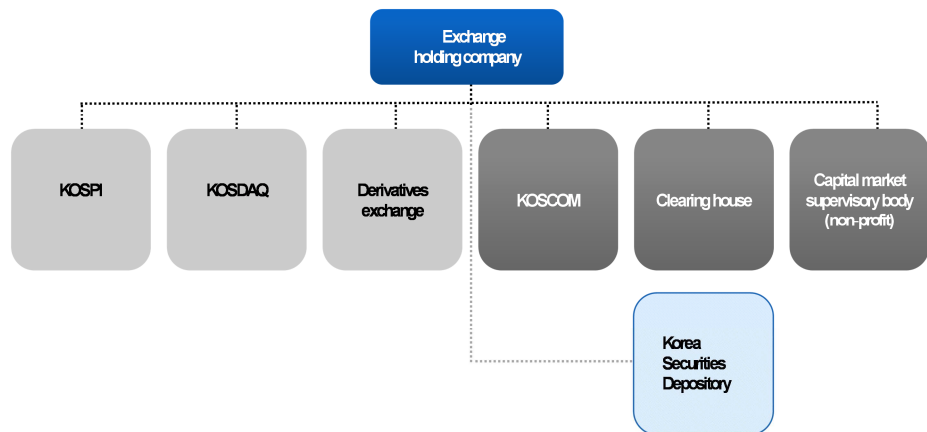 Exchange
holding company
KOSPI
KOSDAQ
Derivatives
exchange
KOSCOM
Clearing house
Capital market
supervisory body
(non-profit)
Korea
Securities
Depository